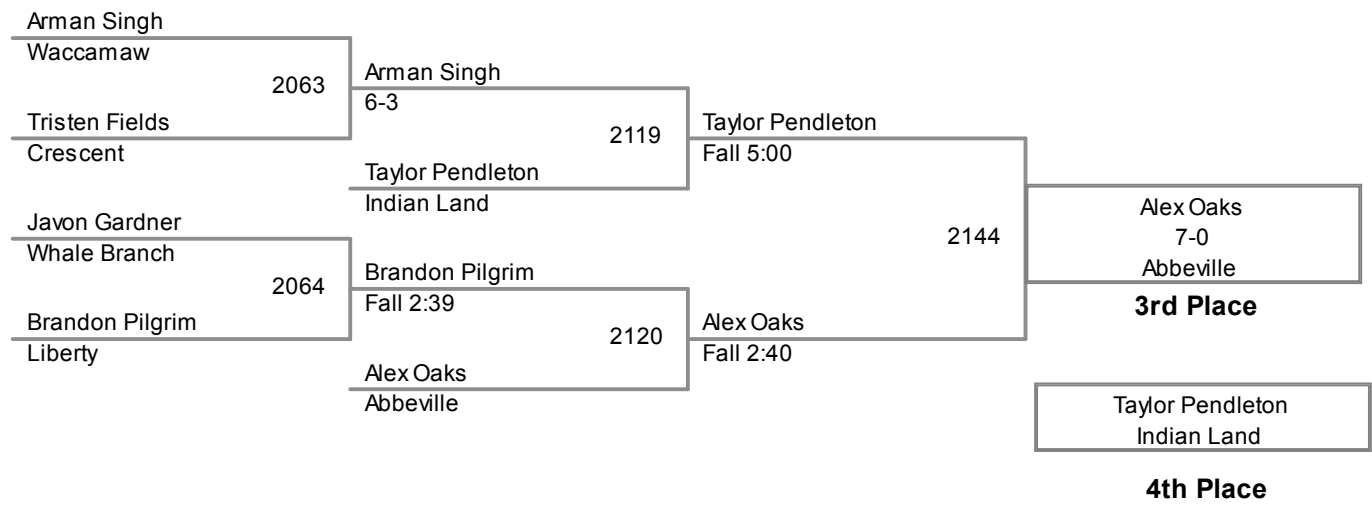 Arman Singh
Waccamaw
2063
Tristen Fields
Crescent
Javon Gardner
Whale Branch
2064
Brandon Pilgrim
Liberty
Arman Singh
6-3
2119
Taylor Pendleton
Indian Land
Brandon Pilgrim
Fall 2:39
2120
Alex Oaks
Abbeville
Taylor Pendleton
Fall 5:00
2144
Alex Oaks
Fall 2:40
Alex Oaks
7-0
Abbeville
3rd Place
Taylor Pendleton
Indian Land
4th Place